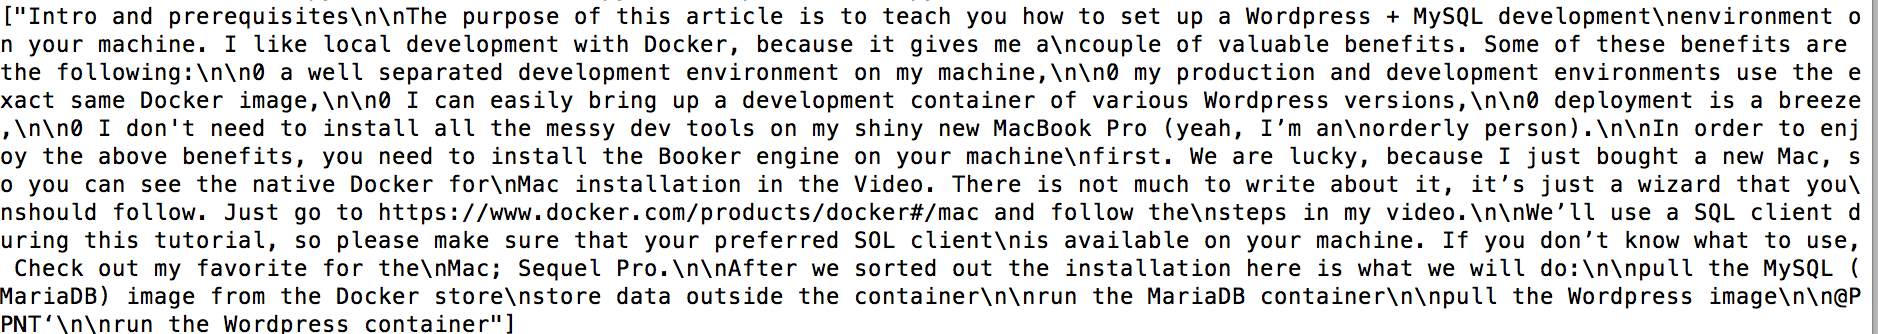 ["Intro and prerequisites\n\nThe purpose of this article is to teach you how to set up a Wordpress + MySQL development\nenvironment o
n your machine. I like local development with Docker, because it gives me a\ncouple of valuable benefits. Some of these benefits are
the following:\n\n0 a well separated development environment on my machine,\n\n0 my production and development environments use the e
xact same Docker image,\n\n0 I can easily bring up a development container of various Wordpress versions,\n\n0 deployment is a breeze
,\n\n0 I don't need to install all the messy dev tools on my shiny new MacBook Pro (yeah, I’m an\norderly person).\n\nIn order to enj
oy the above benefits, you need to install the Booker engine on your machine\nfirst. We are lucky, because I just bought a new Mac, s
o you can see the native Docker for\nMac installation in the Video. There is not much to write about it, it’s just a wizard that you\
nshould follow. Just go to https://www.docker.com/products/docker#/mac and follow the\nsteps in my video.\n\nWe’ll use a SQL client d
uring this tutorial, so please make sure that your preferred SOL client\nis available on your machine. If you don’t know what to use,
 Check out my favorite for the\nMac; Sequel Pro.\n\nAfter we sorted out the installation here is what we will do:\n\npull the MySQL (
MariaDB) image from the Docker store\nstore data outside the container\n\nrun the MariaDB container\n\npull the Wordpress image\n\n@P
PNT‘\n\nrun the Wordpress container"]